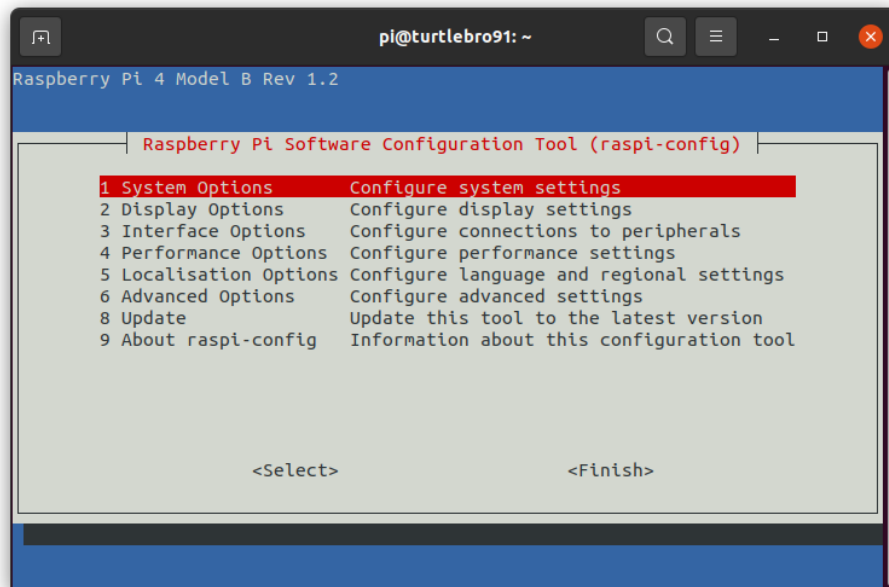 pi@turtlebro91: ~
Raspberry Pi 4 Model B Rev 1.2
Raspberry Pi Software Configuration Tool (raspi-config)
1 System Options Configure system settings
2 Display Options Configure display settings
3 Interface Options Configure connections to peripherals
4 Performance Options Configure performance settings
5 Localisation Options Configure language and regional settings
6 Advanced Options Configure advanced settings
8 Update Update this tool to the latest version
9 About raspi-config Information about this configuration tool
<Select> <Finish>